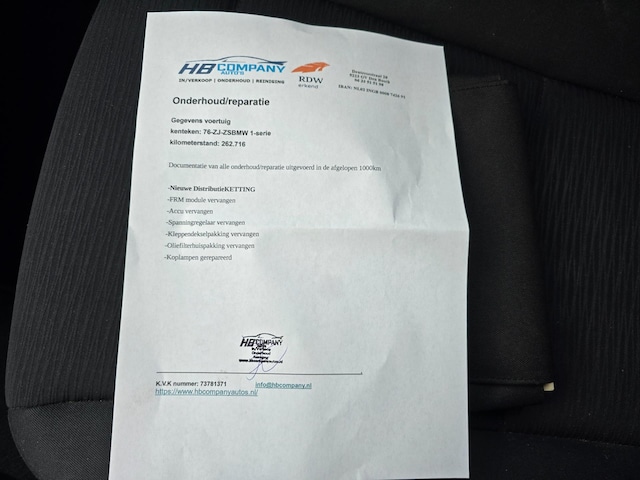 HB COMPANY
AUTO'S
IN/VERKOOP | ONDERHOUD | REINIGING
RDW
erkend
Onderhoud/reparatie
Gegevens voertuig
kenteken: 76-ZJ-ZSBMW 1-serie
kilometerstand: 262.716
Documentatie van alle onderhoud/reparatie uitgevoerd in de afgelopen 1000km
-Nieuwe DistributieKETTING
-FRM module vervangen
-Accu vervangen
-Spanningregelaar vervangen
-Kleppendekselpakking vervangen
-Oliefilterhuispakking vervangen
-Koplampen gerepareerd
HB COMPANY
K.V.K nummer: 73781371
info@hbcompany.nl
https://www.hbcompanyautos.nl/